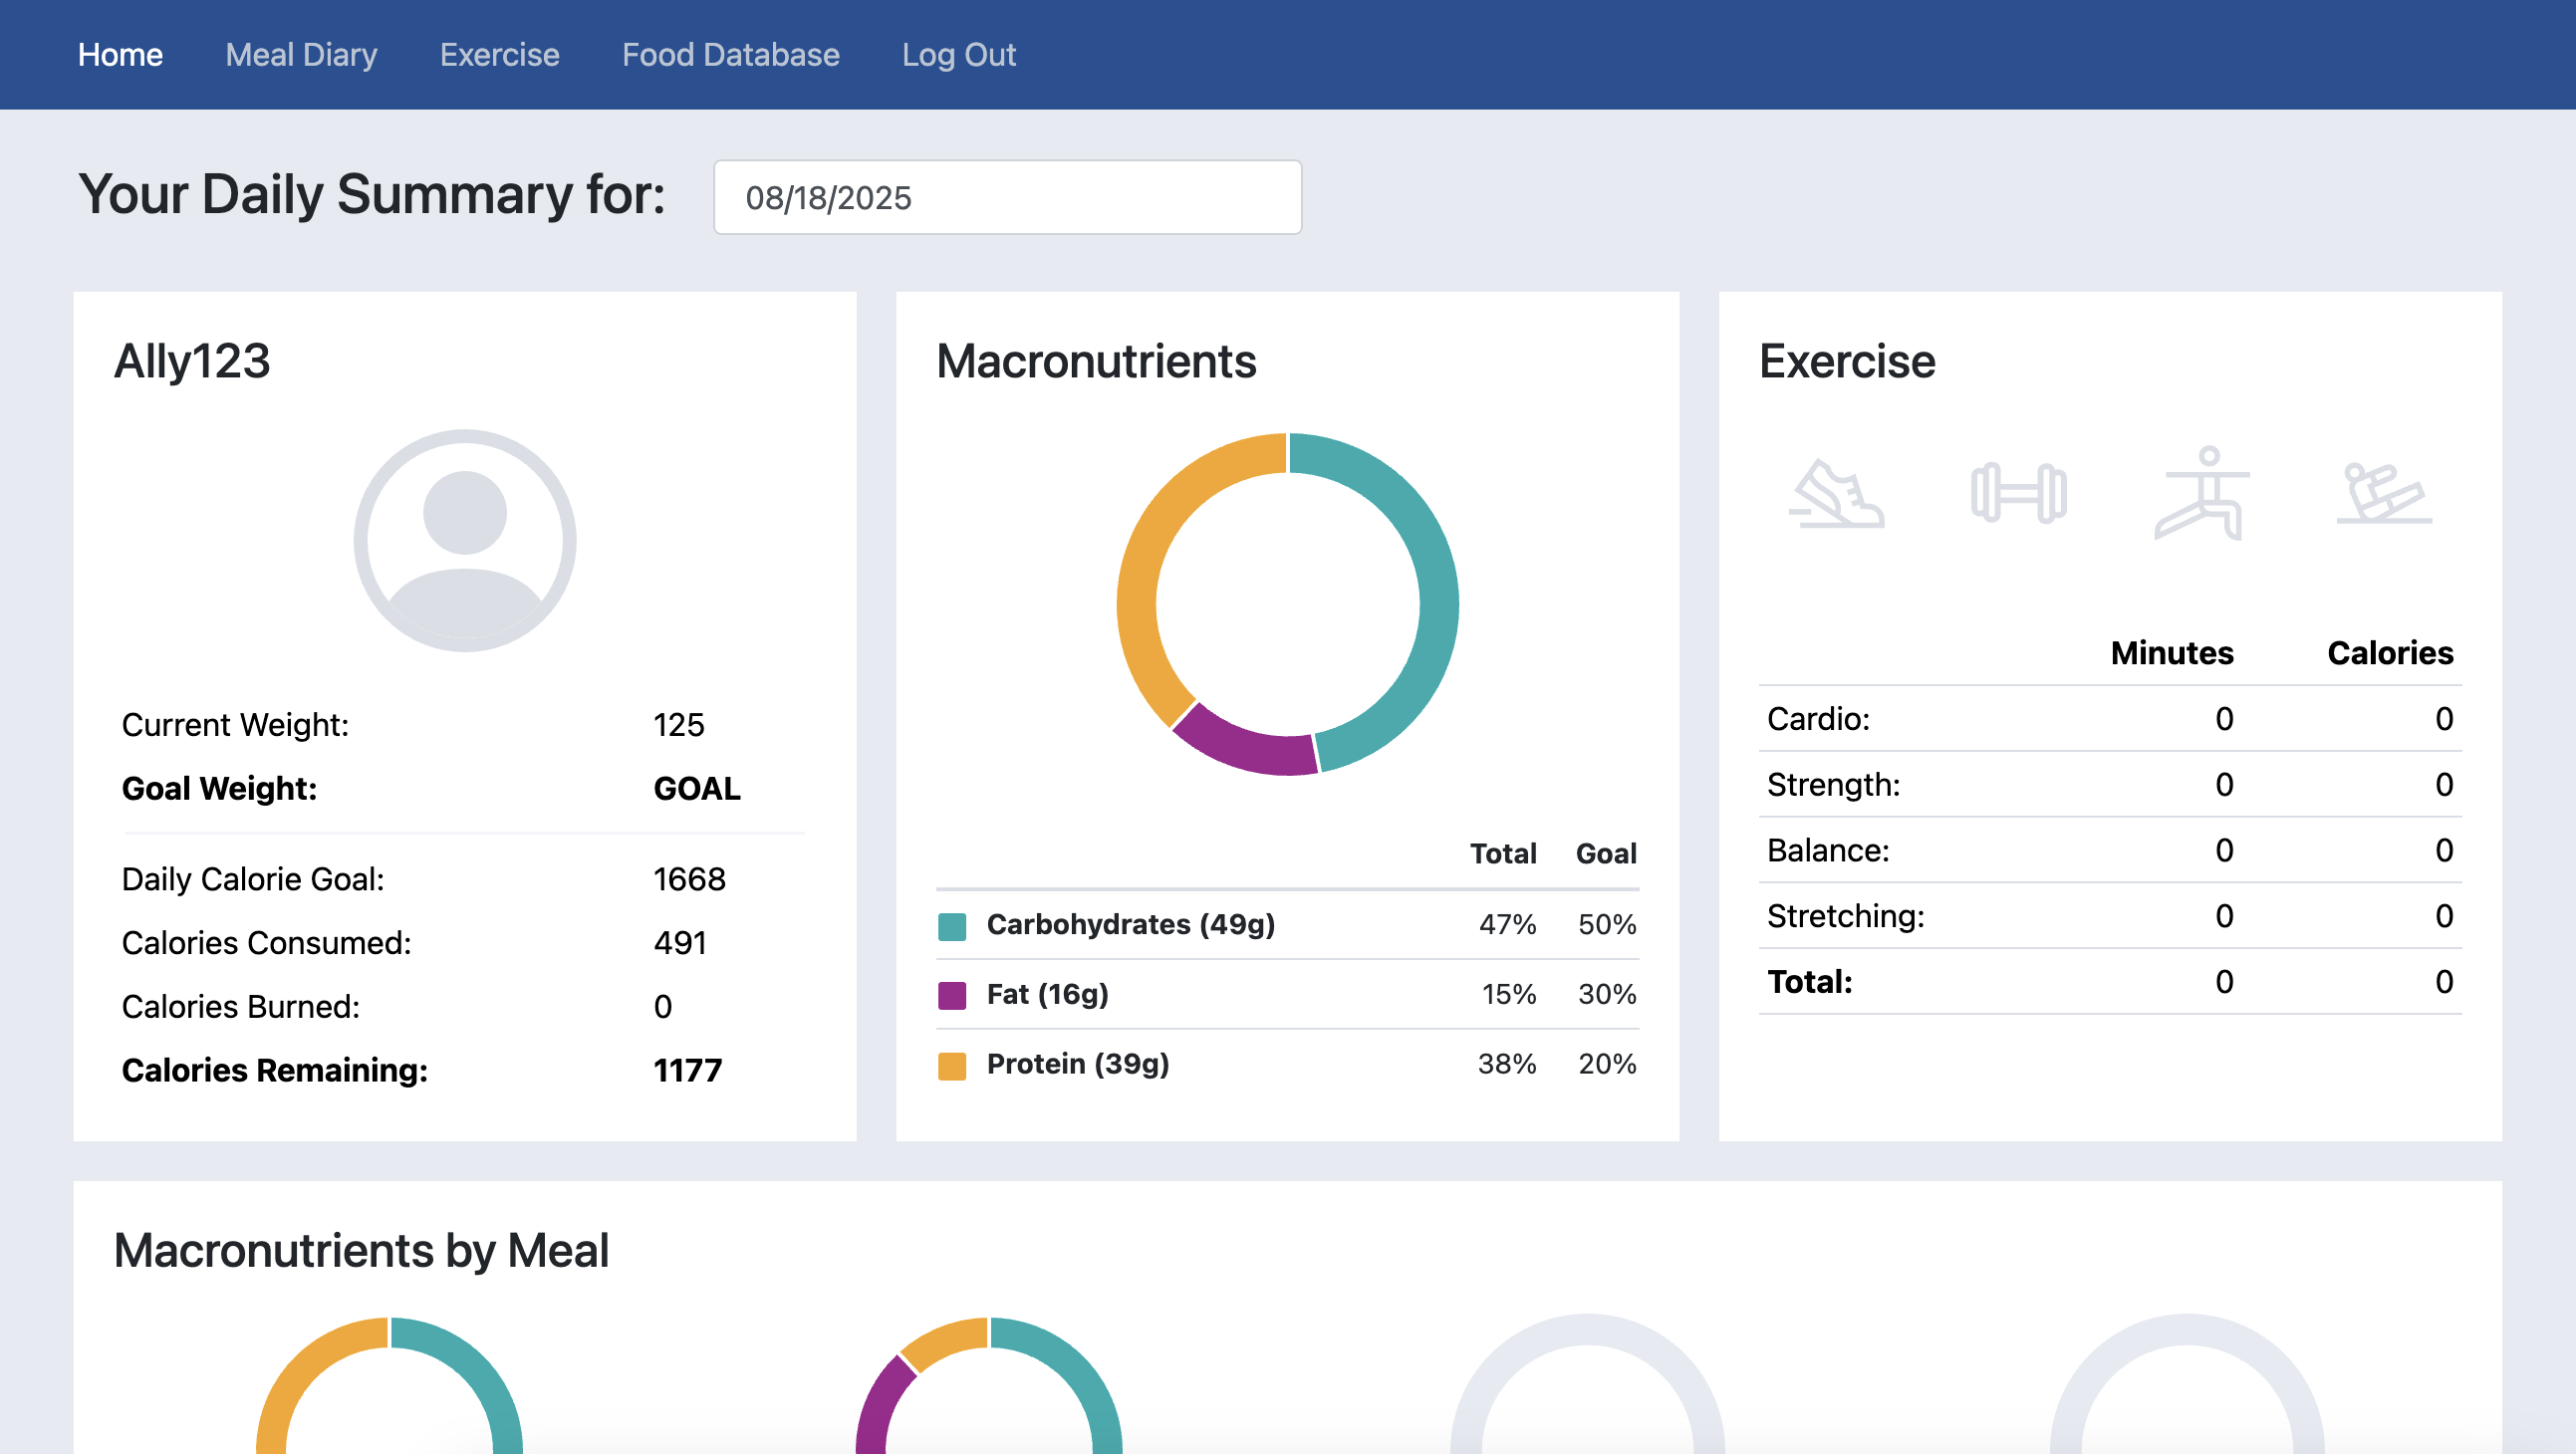 Home Meal Diary Exercise Food Database Log Out
Your Daily Summary for: 08/18/2025
Ally123
Current Weight: 125
Goal Weight: GOAL
Daily Calorie Goal: 1668
Calories Consumed: 491
Calories Burned: 0
Calories Remaining: 1177
Macronutrients
Total Goal
Carbohydrates (49g) 47% 50%
Fat (16g) 15% 30%
Protein (39g) 38% 20%
Exercise
Minutes Calories
Cardio: 0 0
Strength: 0 0
Balance: 0 0
Stretching: 0 0
Total: 0 0
Macronutrients by Meal